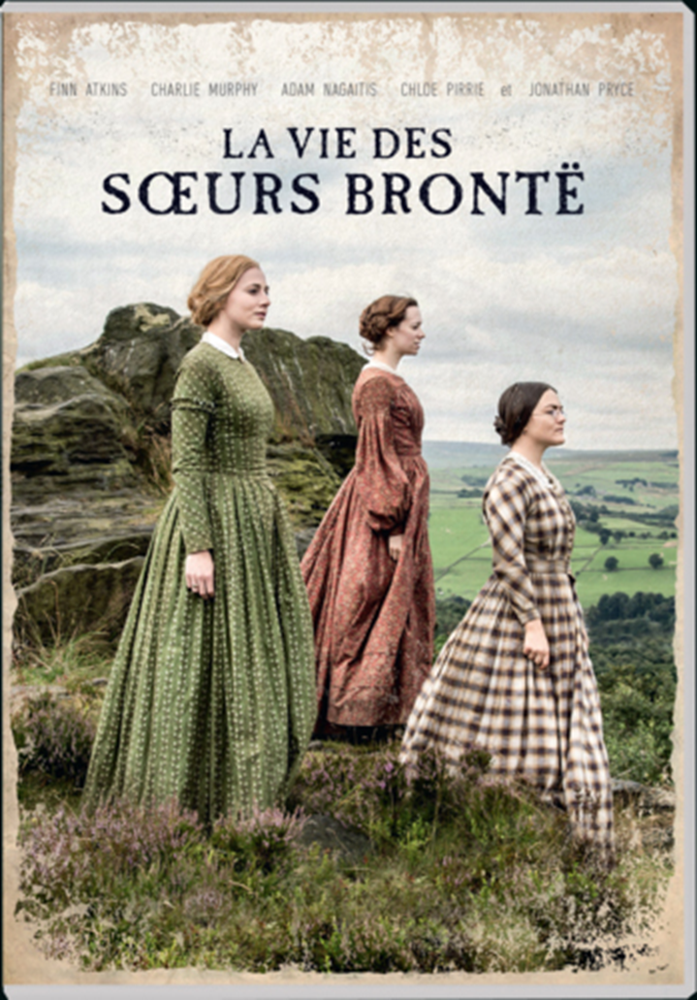 FINN ATKINS CHARLIE MURPHY ADAM NAGAITIS CHLOE PIRRIE et JONATHAN PRYCE
LA VIE DES
SŒURS BRONTË